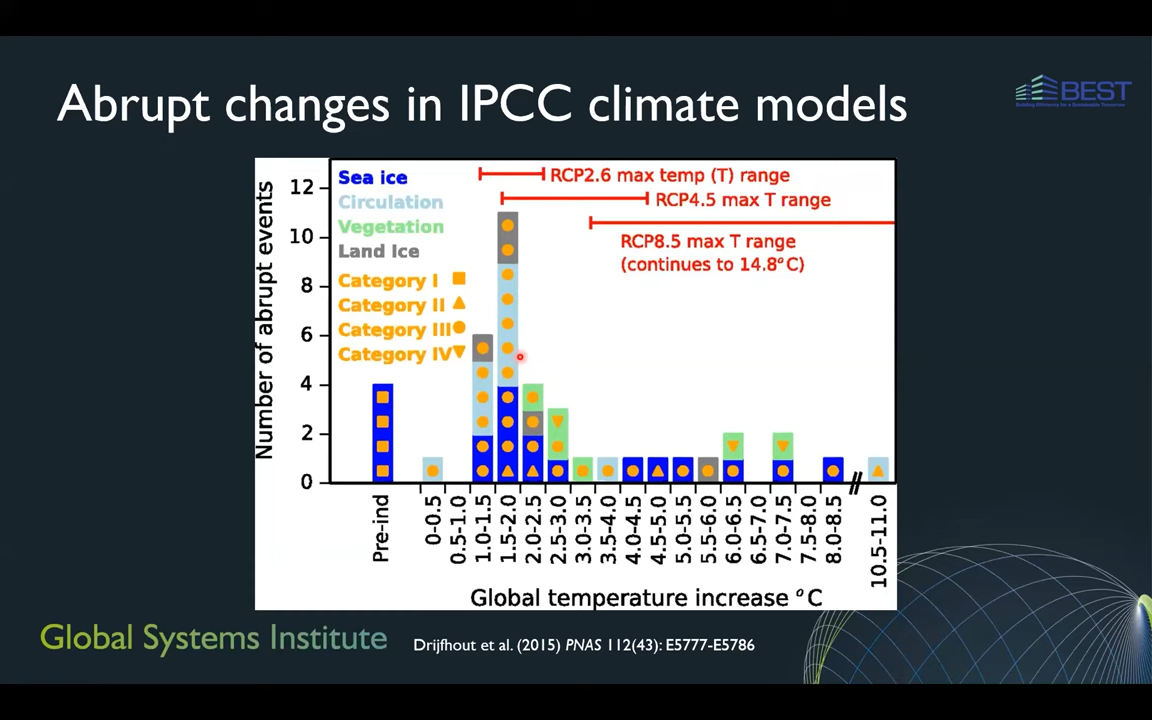 Abrupt changes in IPCC climate models
BEST
Building Efficiency for a Sustainable Tomorrow
Number of abrupt events
12
10
8
6
4
2
0
Sea ice
Circulation
Vegetation
Land Ice
Category I
Category II
Category III
Category IV
RCP2.6 max temp (T) range
RCP4.5 max T range
RCP8.5 max T range
(continues to 14.8°C)
Pre-ind
0-0.5
0.5-1.0
1.0-1.5
1.5-2.0
2.0-2.5
2.5-3.0
3.0-3.5
3.5-4.0
4.0-4.5
4.5-5.0
5.0-5.5
5.5-6.0
6.0-6.5
6.5-7.0
7.0-7.5
7.5-8.0
8.0-8.5
10.5-11.0
Global temperature increase °C
Global Systems Institute
Drijfhout et al. (2015) PNAS 112(43): E5777-E5786